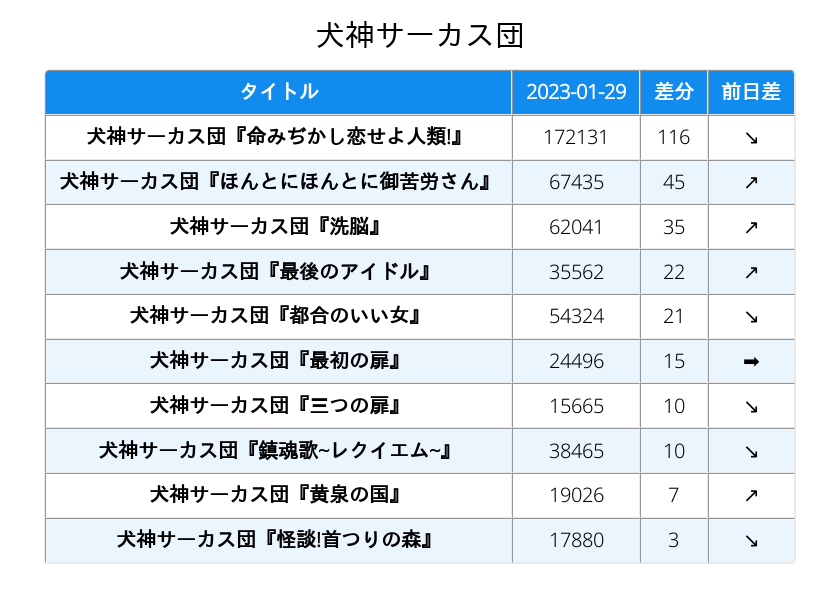 犬神サーカス団
タイトル 2023-01-29 差分 前日差
犬神サーカス団『命みぢかし恋せよ人類!』 172131 116 ↘
犬神サーカス団『ほんとにほんとに御苦労さん』 67435 45 ↗
犬神サーカス団『洗脳』 62041 35 ↗
犬神サーカス団『最後のアイドル』 35562 22 ↗
犬神サーカス団『都合のいい女』 54324 21 ↘
犬神サーカス団『最初の扉』 24496 15 ➡
犬神サーカス団『三つの扉』 15665 10 ↘
犬神サーカス団『鎮魂歌~レクイエム~』 38465 10 ↘
犬神サーカス団『黄泉の国』 19026 7 ↗
犬神サーカス団『怪談!首つりの森』 17880 3 ↘